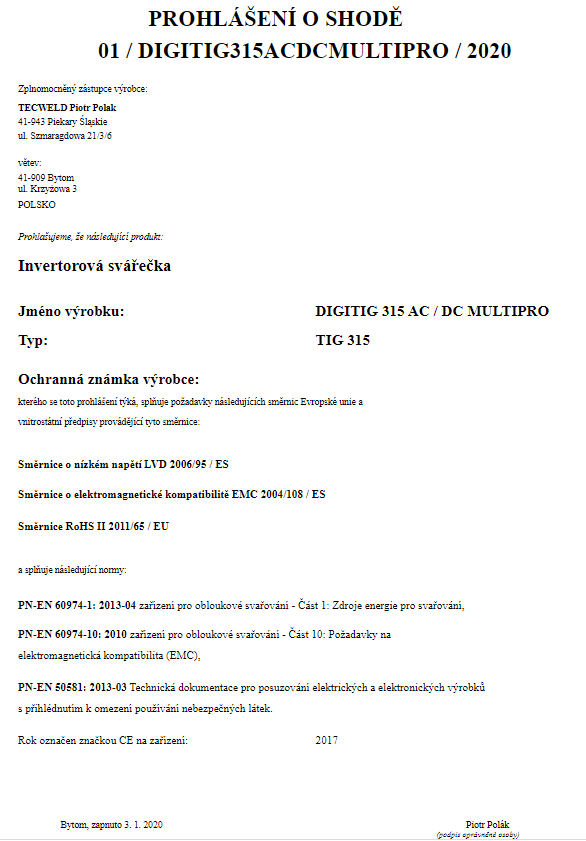 PROHLÁŠENÍ O SHODĚ
01 / DIGITIG315ACDCMULTIPRO / 2020
Zplnomocněný zástupce výrobce:
TECWELD Piotr Polak
41-943 Piekary Śląskie
ul. Szmaragdowa 21/3/6
větev:
41-909 Bytom
ul. Krzyżowa 3
POLSKO
Prohlašujeme, že následující produkt:
Invertorová svářečka
Jméno výrobku: DIGITIG 315 AC / DC MULTIPRO
Typ: TIG 315
Ochranná známka výrobce:
kterého se toto prohlášení týká, splňuje požadavky následujících směrnic Evropské unie a
vnitrostátní předpisy provádějící tyto směrnice:
Směrnice o nízkém napětí LVD 2006/95 / ES
Směrnice o elektromagnetické kompatibilitě EMC 2004/108 / ES
Směrnice RoHS II 2011/65 / EU
a splňuje následující normy:
PN-EN 60974-1: 2013-04 zařízení pro obloukové svařování - Část 1: Zdroje energie pro svařování,
PN-EN 60974-10: 2010 zařízení pro obloukové svařování - Část 10: Požadavky na
elektromagnetická kompatibilita (EMC),
PN-EN 50581: 2013-03 Technická dokumentace pro posuzování elektrických a elektronických výrobků
s přihlédnutím k omezení používání nebezpečných látek.
Rok označen značkou CE na zařízení: 2017
Bytom, zapnuto 3. 1. 2020 Piotr Polák
(podpis oprávněné osoby)